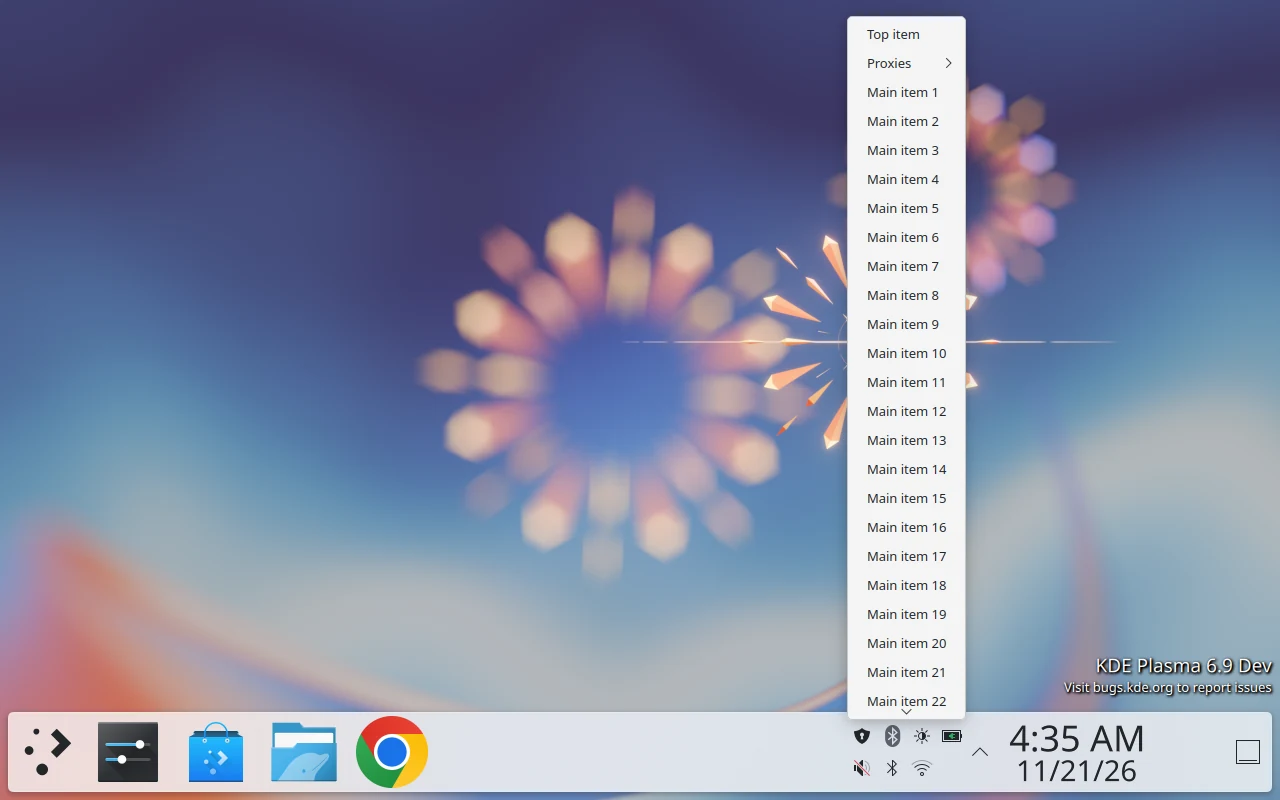 Top item
Proxies
Main item 1
Main item 2
Main item 3
Main item 4
Main item 5
Main item 6
Main item 7
Main item 8
Main item 9
Main item 10
Main item 11
Main item 12
Main item 13
Main item 14
Main item 15
Main item 16
Main item 17
Main item 18
Main item 19
Main item 20
Main item 21
Main item 22
KDE Plasma 6.9 Dev
Visit bugs.kde.org to report issues
4:35 AM
11/21/26